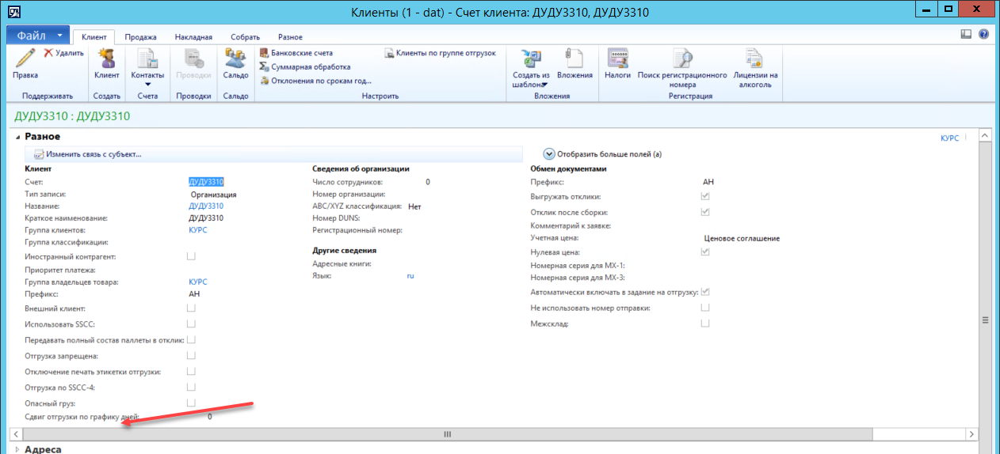 Клиенты (1 - dat) - Счет клиента: ДУДУ3310, ДУДУ3310
Файл Клиент Продажа Накладная Собрать Разное
Правка
Удалить
Поддерживать
Клиент
Создать
Контакты
Счета
Проводки
Проводки
Сальдо
Сальдо
Банковские счета
Суммарная обработка
Отклонения по срокам год...
Клиенты по группе отгрузок
Настроить
Создать из шаблона
Вложения
Вложения
Налоги
Поиск регистрационного номера
Лицензии на алкоголь
Регистрация
ДУДУ3310 : ДУДУ3310
Разное
КУРС
Изменить связь с субъект...
Отобразить больше полей (а)
Клиент
Счет: ДУДУ3310
Тип записи: Организация
Название: ДУДУ3310
Краткое наименование: ДУДУ3310
Группа клиентов: КУРС
Группа классификации:
Иностранный контрагент:
Приоритет платежа:
Группа владельцев товара: КУРС
Префикс: АН
Внешний клиент:
Использовать SSCC:
Передавать полный состав паллеты в отклик:
Отгрузка запрещена:
Отключение печать этикетки отгрузки:
Отгрузка по SSCC-4:
Опасный груз:
Сдвиг отгрузки по графику дней: 0
Сведения об организации
Число сотрудников: 0
Номер организации:
ABC/XYZ классификация: Нет
Номер DUNS:
Регистрационный номер:
Другие сведения
Адресные книги:
Язык: ru
Обмен документами
Префикс: АН
Выгружать отклики:
Отклик после сборки:
Комментарий к заявке:
Учетная цена: Ценовое соглашение
Нулевая цена:
Номерная серия для МХ-1:
Номерная серия для МХ-3:
Автоматически включать в задание на отгрузку:
Не использовать номер отправки:
Межсклад:
Адреса